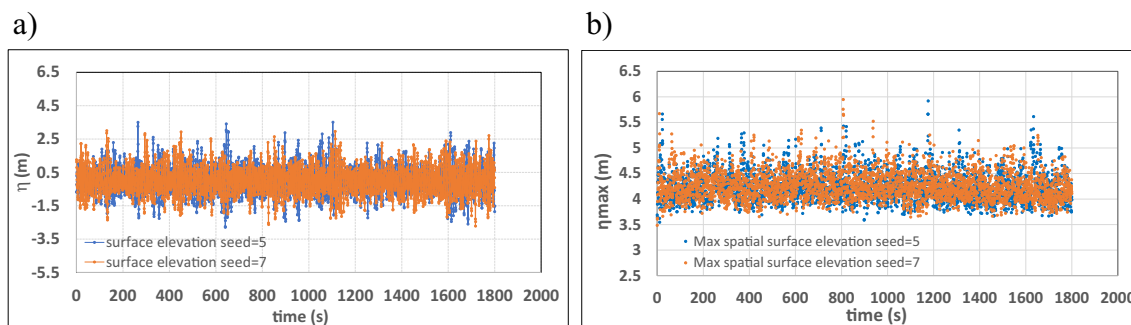 a)
6.5
4.5
2.5
0.5
-1.5
-3.5
-5.5
η (m)
surface elevation seed=5
surface elevation seed=7
0 200 400 600 800 1000 1200 1400 1600 1800 2000
time (s)
b)
6.5
6
5.5
5
4.5
4
3.5
3
2.5
ηmax (m)
Max spatial surface elevation seed=5
Max spatial surface elevation seed=7
0 200 400 600 800 1000 1200 1400 1600 1800 2000
time (s)